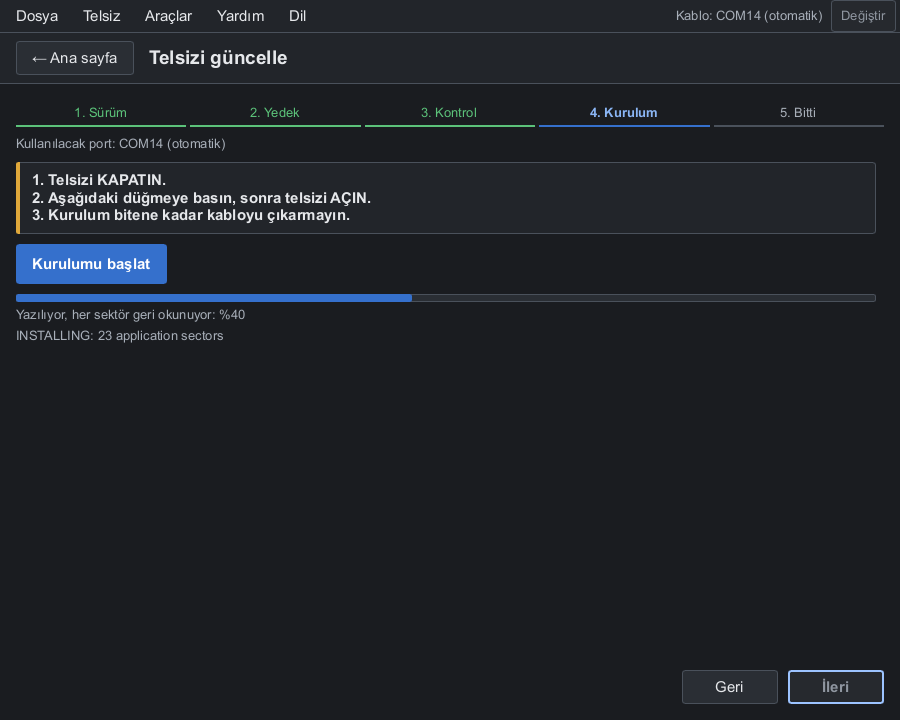 Dosya Telsiz Araçlar Yardım Dil Kablo: COM14 (otomatik) Değiştir
← Ana sayfa Telsizi güncelle
1. Sürüm 2. Yedek 3. Kontrol 4. Kurulum 5. Bitti
Kullanılacak port: COM14 (otomatik)
1. Telsizi KAPATIN.
2. Aşağıdaki düğmeye basın, sonra telsizi AÇIN.
3. Kurulum bitene kadar kabloyu çıkarmayın.
Kurulumu başlat
Yazılıyor, her sektör geri okunuyor: %40
INSTALLING: 23 application sectors
Geri İleri